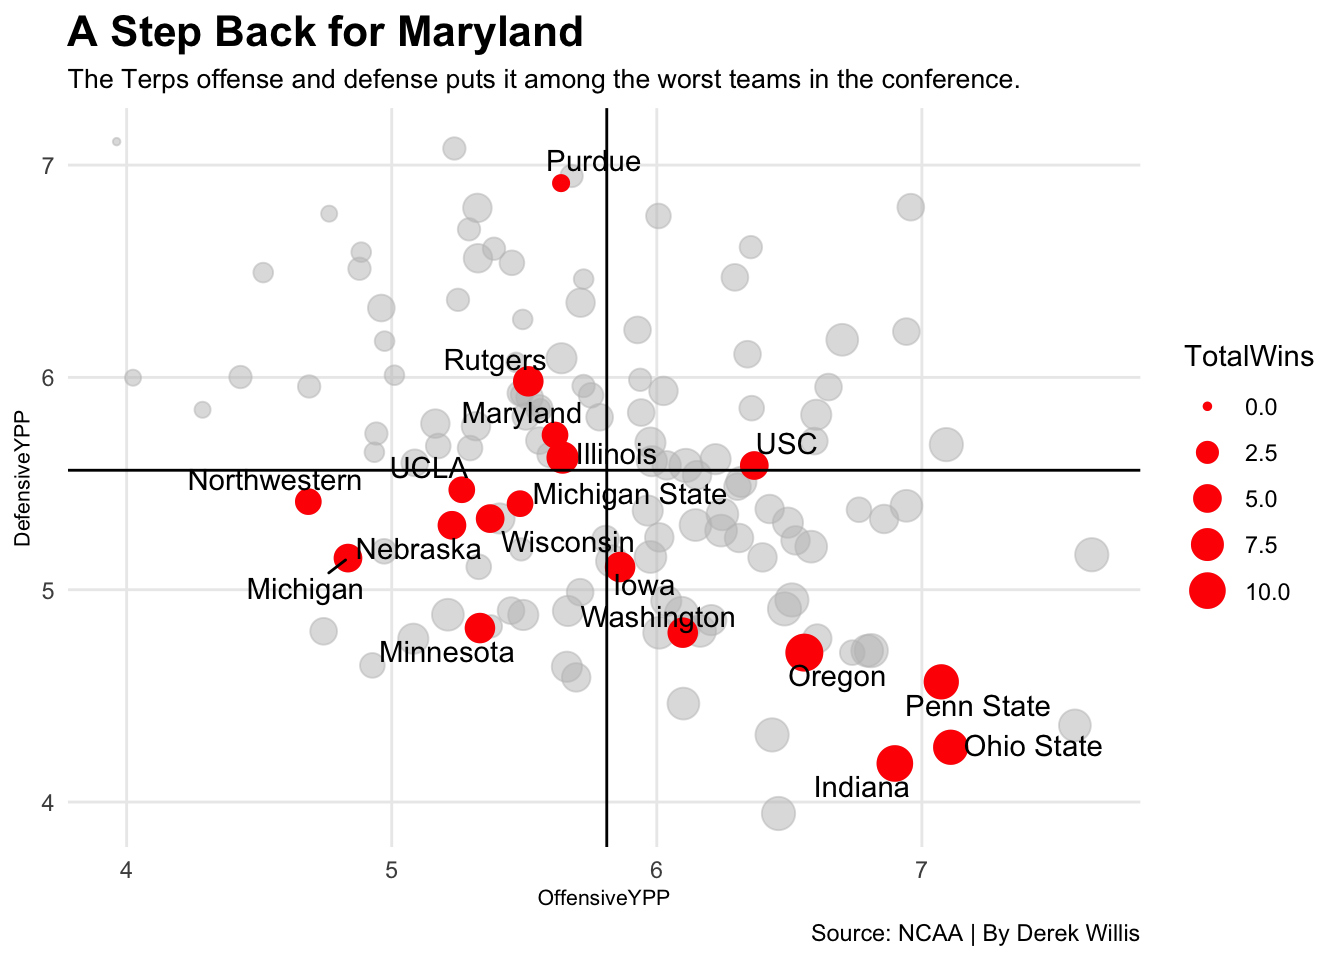 A Step Back for Maryland
The Terps offense and defense puts it among the worst teams in the conference.
7
6
5
4
DefensiveYPP
Purdue
Rutgers
Maryland
Illinois
USC
UCLA
Northwestern
Michigan State
Wisconsin
Nebraska
Michigan
Iowa
Washington
Minnesota
Oregon
Penn State
Ohio State
Indiana
4
5
6
7
OffensiveYPP
TotalWins
0.0
2.5
5.0
7.5
10.0
Source: NCAA | By Derek Willis